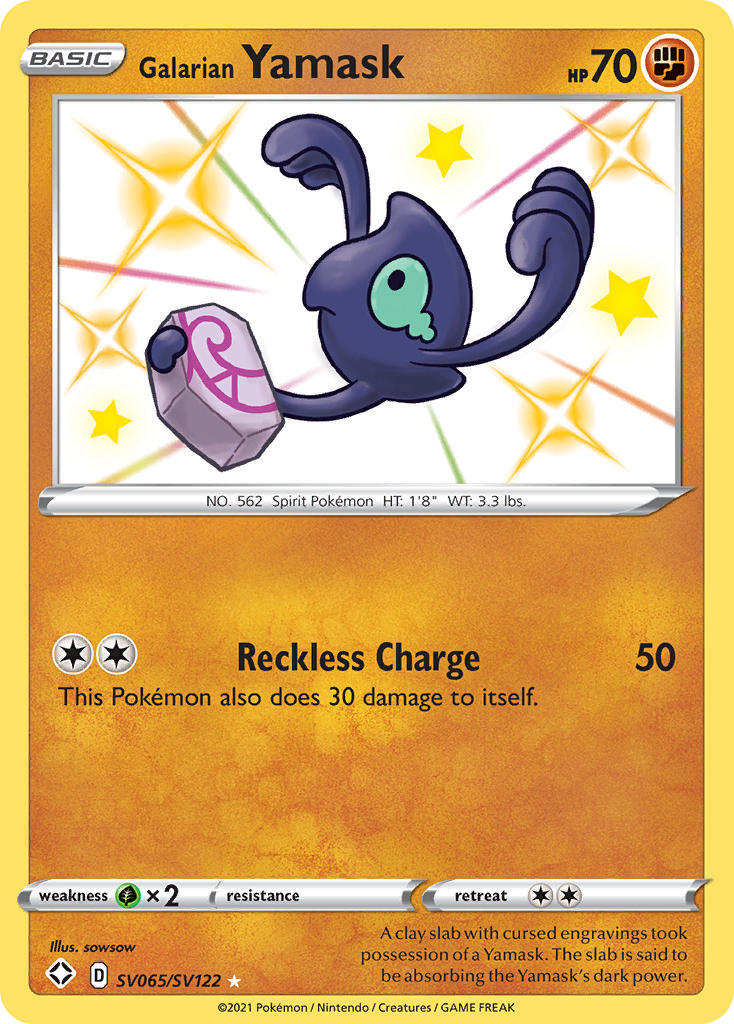 BASIC
Galarian Yamask
HP 70
NO. 562 Spirit Pokémon HT: 1'8" WT: 3.3 lbs.
Reckless Charge 50
This Pokémon also does 30 damage to itself.
weakness ×2 resistance retreat
Illus. sowsow
A clay slab with cursed engravings took
possession of a Yamask. The slab is said to
be absorbing the Yamask's dark power.
D SV065/SV122
©2021 Pokémon / Nintendo / Creatures / GAME FREAK